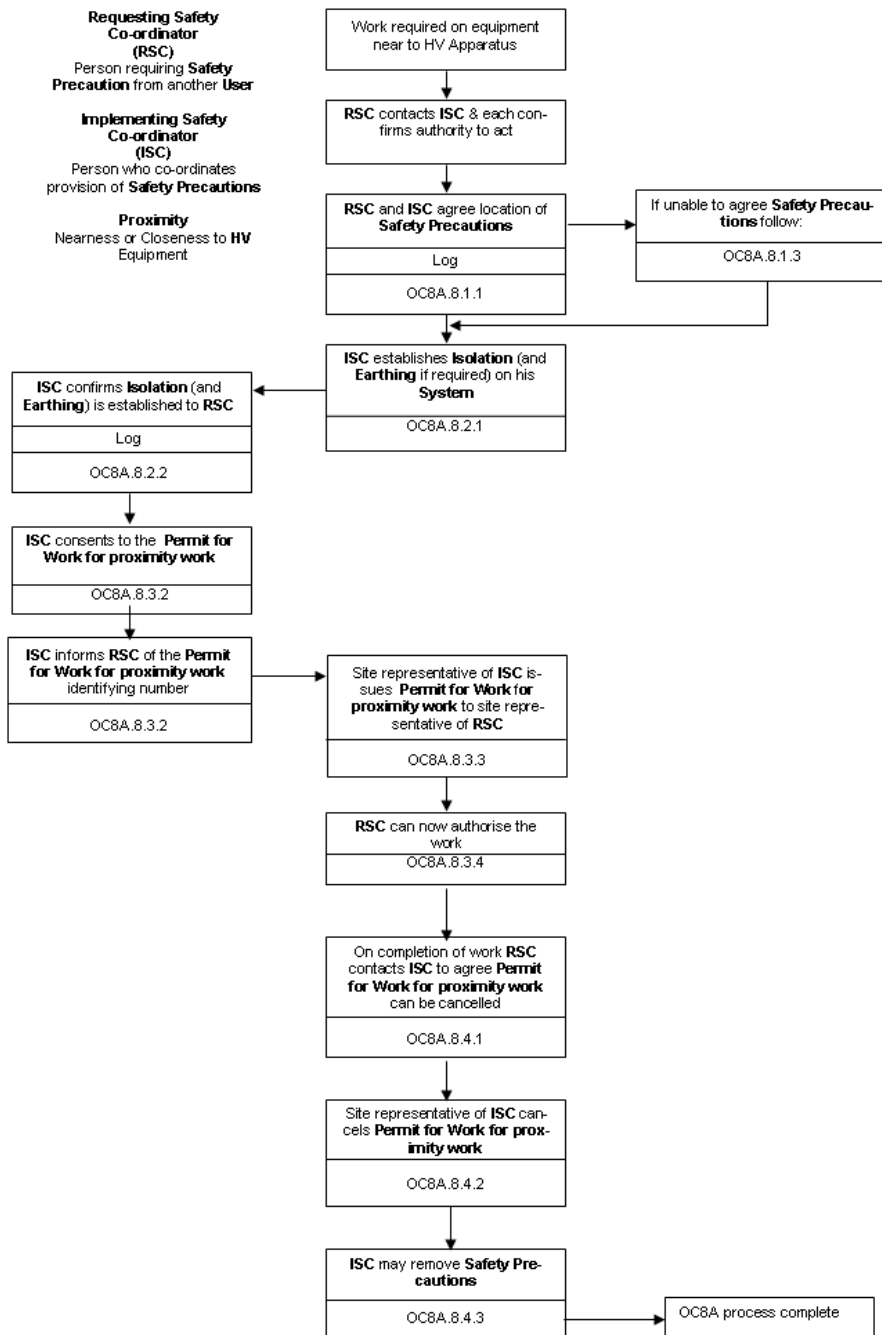 Requesting Safety
Co-ordinator
(RSC)
Person requiring Safety
Precaution from another User
Implementing Safety
Co-ordinator
(ISC)
Person who co-ordinates
provision of Safety Precautions
Proximity
Nearness or Closeness to HV
Equipment
Work required on equipment
near to HV Apparatus
RSC contacts ISC & each con-
firms authority to act
RSC and ISC agree location of
Safety Precautions
Log
OC8A.8.1.1
If unable to agree Safety Precau-
tions follow:
OC8A.8.1.3
ISC establishes Isolation (and
Earthing if required) on his
System
OC8A.8.2.1
ISC confirms Isolation (and
Earthing) is established to RSC
Log
OC8A.8.2.2
ISC consents to the Permit for
Work for proximity work
OC8A.8.3.2
ISC informs RSC of the Permit
for Work for proximity work
identifying number
OC8A.8.3.2
Site representative of ISC is-
sues Permit for Work for
proximity work to site repre-
sentative of RSC
OC8A.8.3.3
RSC can now authorise the
work
OC8A.8.3.4
On completion of work RSC
contacts ISC to agree Permit
for Work for proximity work
can be cancelled
OC8A.8.4.1
Site representative of ISC can-
cels Permit for Work for prox-
imity work
OC8A.8.4.2
ISC may remove Safety Pre-
cautions
OC8A.8.4.3
OC8A process complete